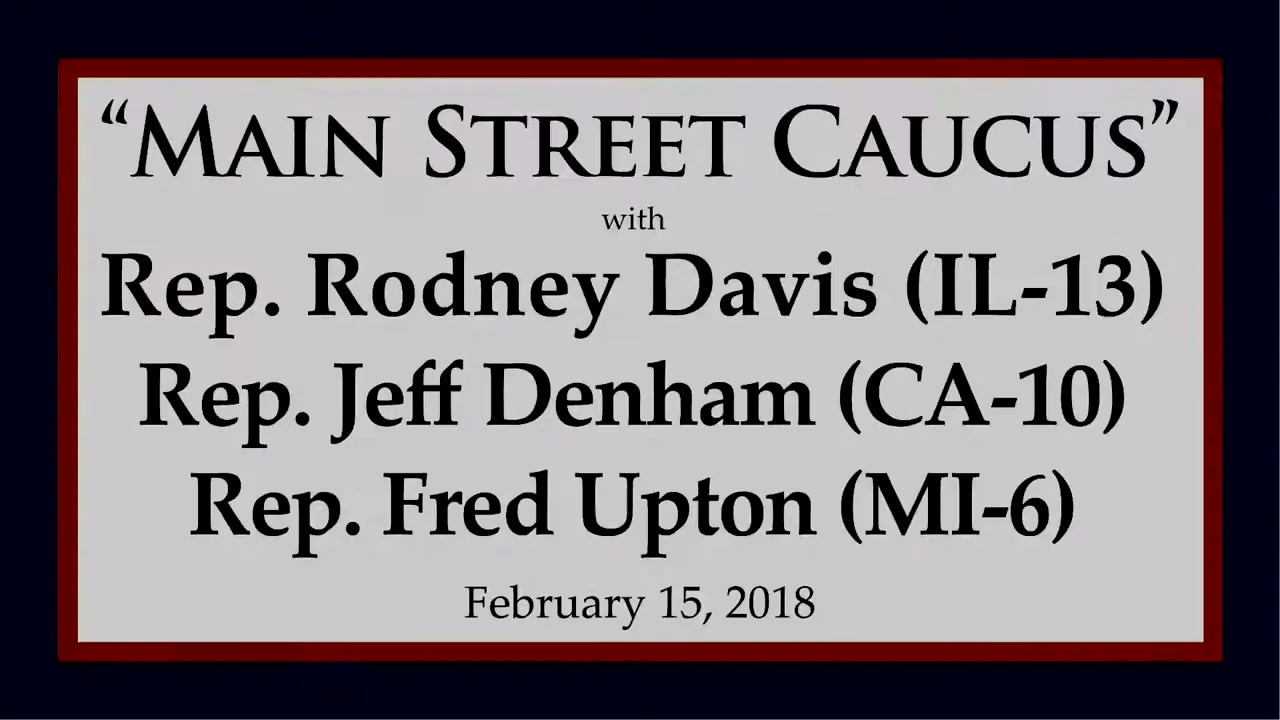 “MAIN STREET CAUCUS”
with
Rep. Rodney Davis (IL-13)
Rep. Jeff Denham (CA-10)
Rep. Fred Upton (MI-6)
February 15, 2018